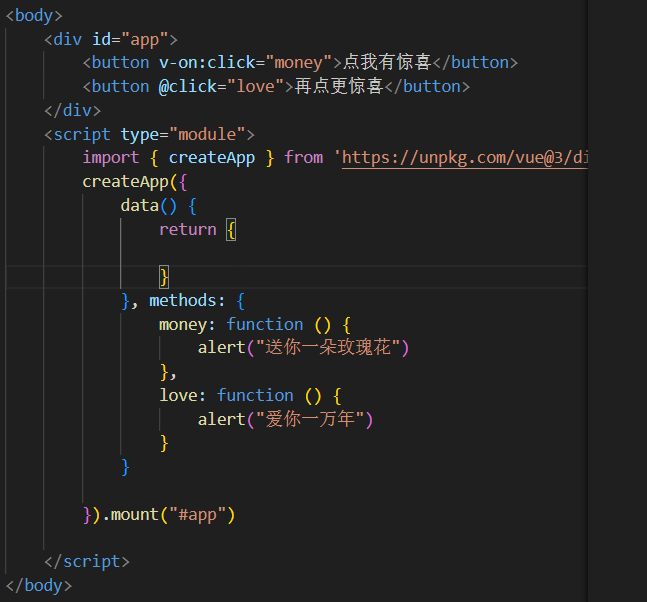 <body>
<div id="app">
<button v-on:click="money">点我有惊喜</button>
<button @click="love">再点更惊喜</button>
</div>
<script type="module">
import { createApp } from 'https://unpkg.com/vue@3/di
createApp({
data() {
return {
}
}, methods: {
money: function () {
alert("送你一朵玫瑰花")
},
love: function () {
alert("爱你一万年")
}
}
}).mount("#app")
</script>
</body>